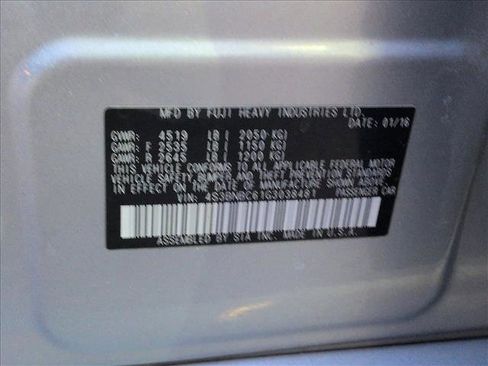 MFD BY FUJI HEAVY INDUSTRIES LTD.
DATE: 01/16
GVWR: 4519 LB ( 2050 KG)
GAWR: F 2535 LB ( 1150 KG)
GAWR: R 2645 LB ( 1200 KG)
THIS VEHICLE CONFORMS TO ALL APPLICABLE FEDERAL MOTOR
VEHICLE SAFETY, BUMPER AND THEFT PREVENTION STANDARDS
IN EFFECT ON THE DATE OF MANUFACTURE SHOWN ABOVE.
VIN: 4S3BNBC61G3038481 PASSENGER CAR
ASSEMBLED BY SIA INC. IN U.S.A.